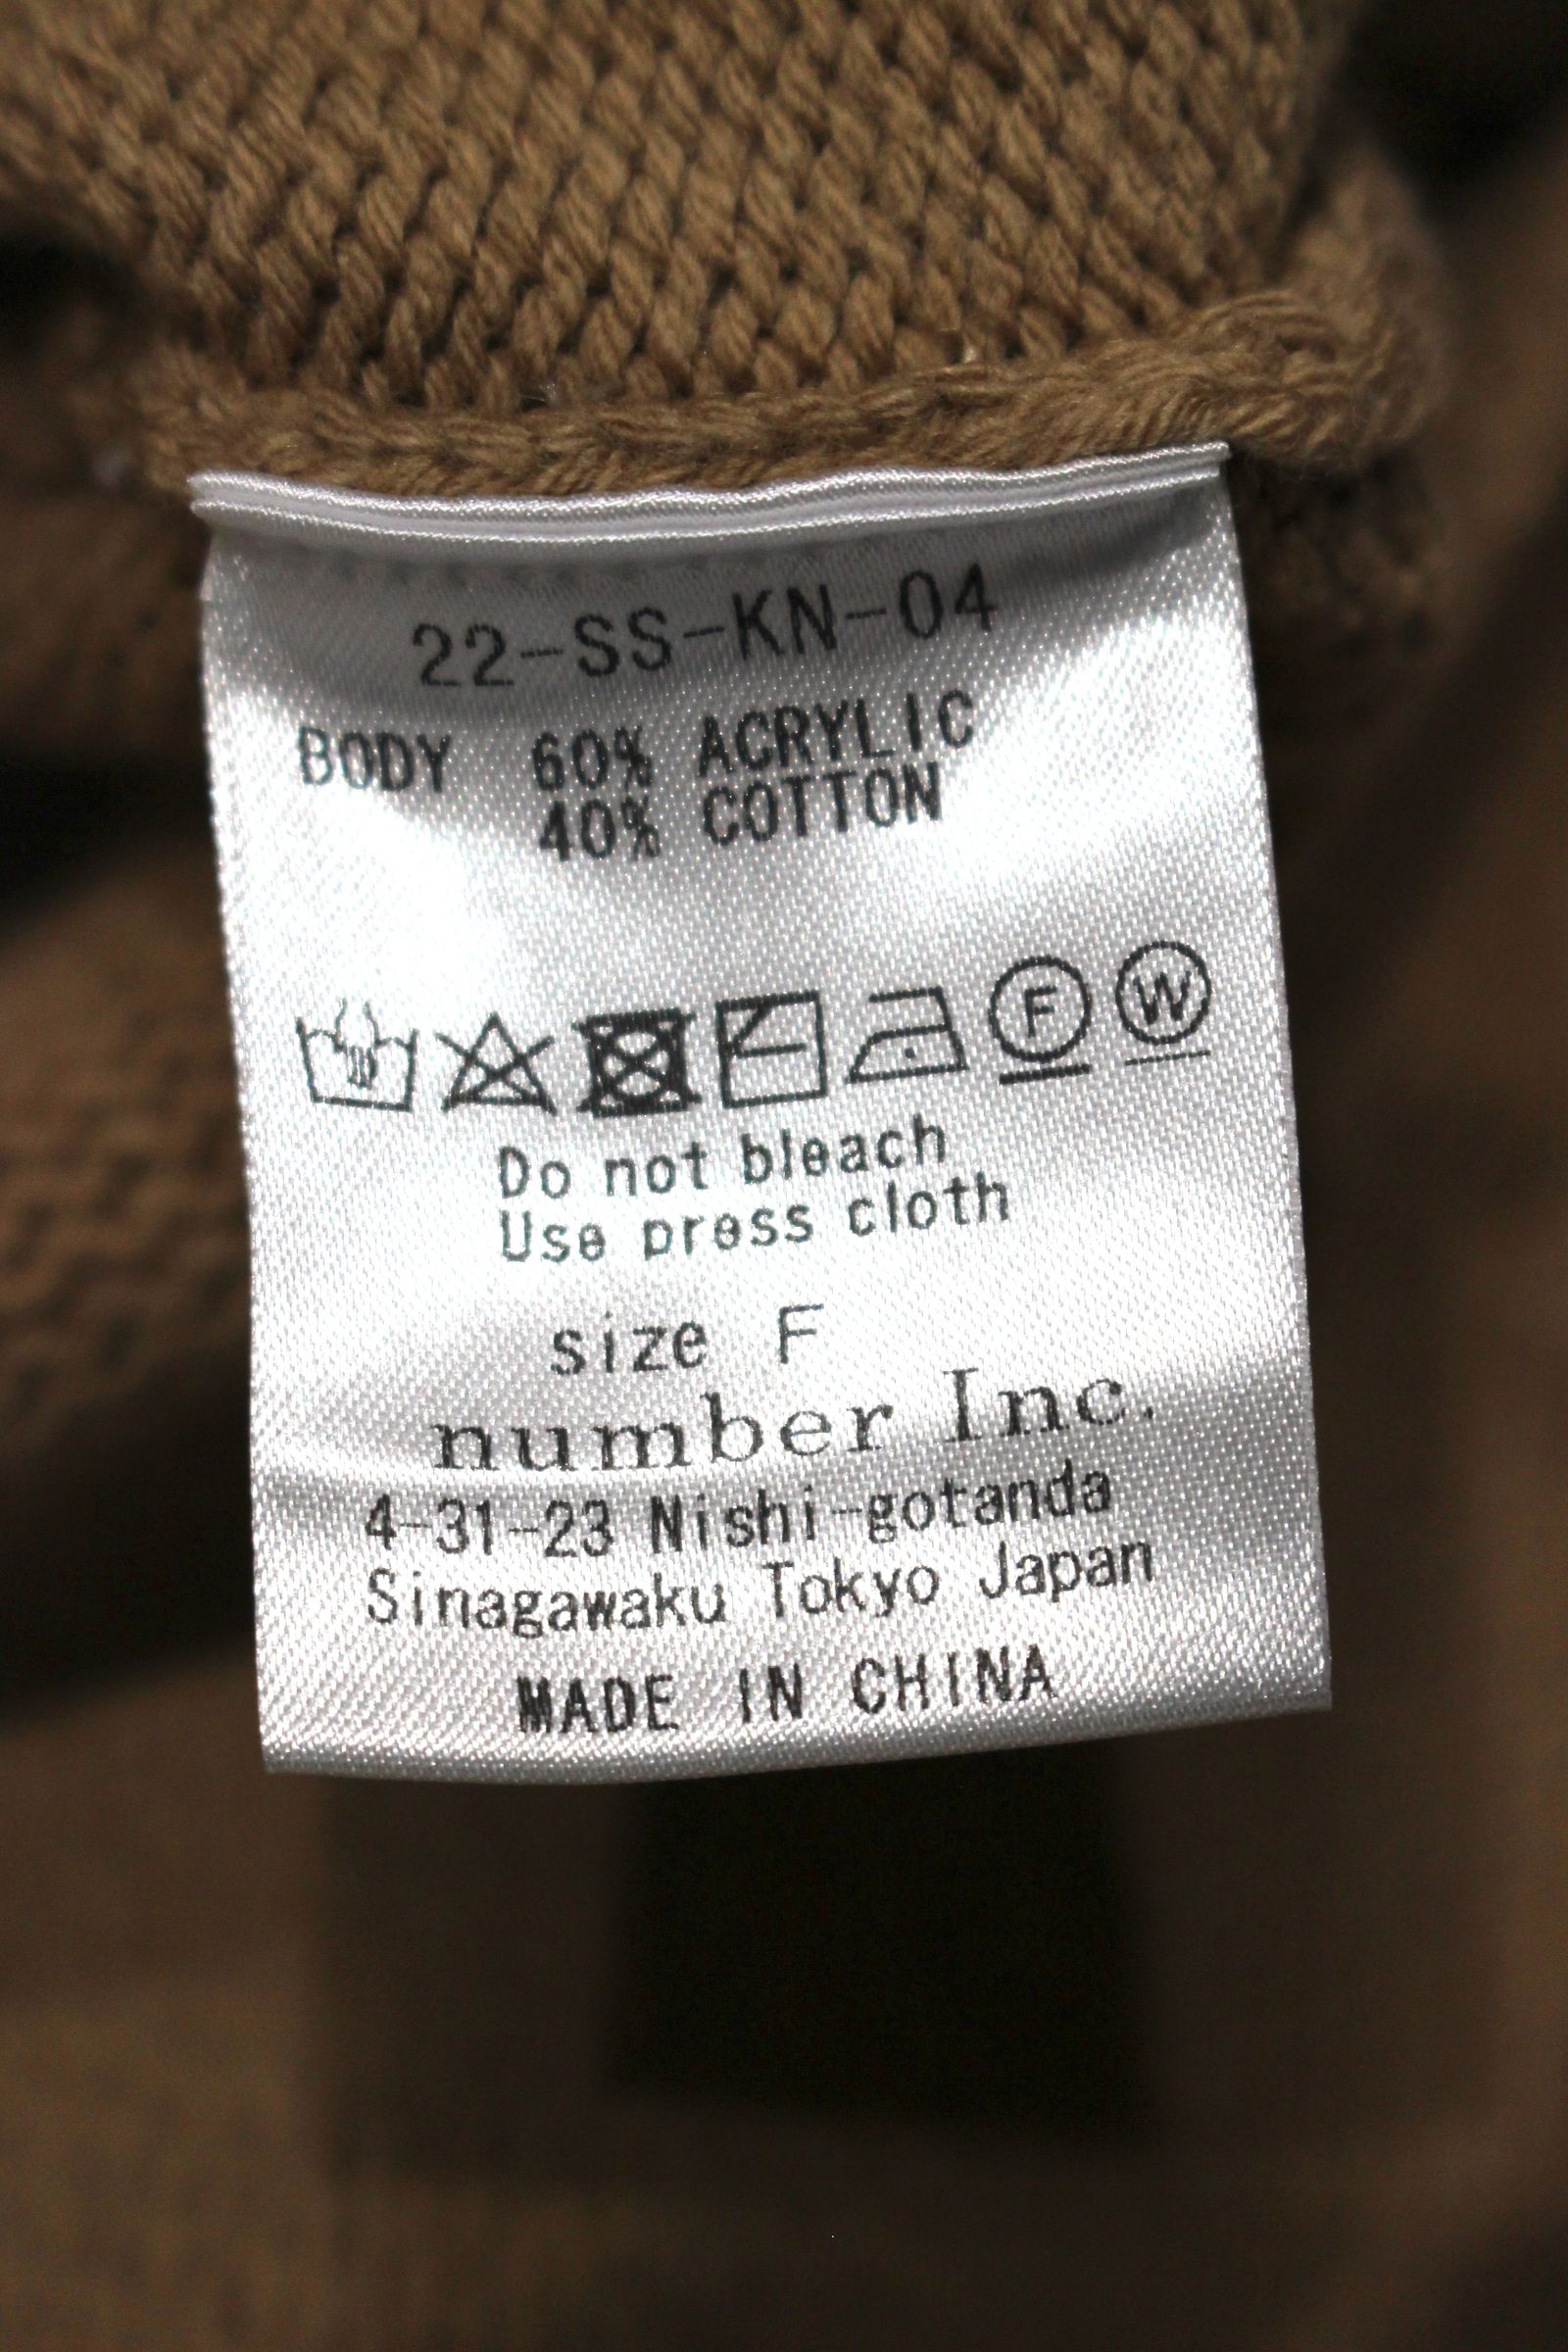 22-SS-KN-04
BODY 60% ACRYLIC
40% COTTON
F W
Do not bleach
Use press cloth
size F
number Inc.
4-31-23 Nishi-gotanda
Sinagawaku Tokyo Japan
MADE IN CHINA